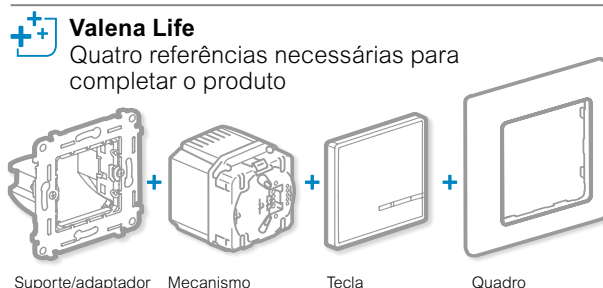 Valena Life
Quatro referências necessárias para
completar o produto
Suporte/adaptador Mecanismo Tecla Quadro